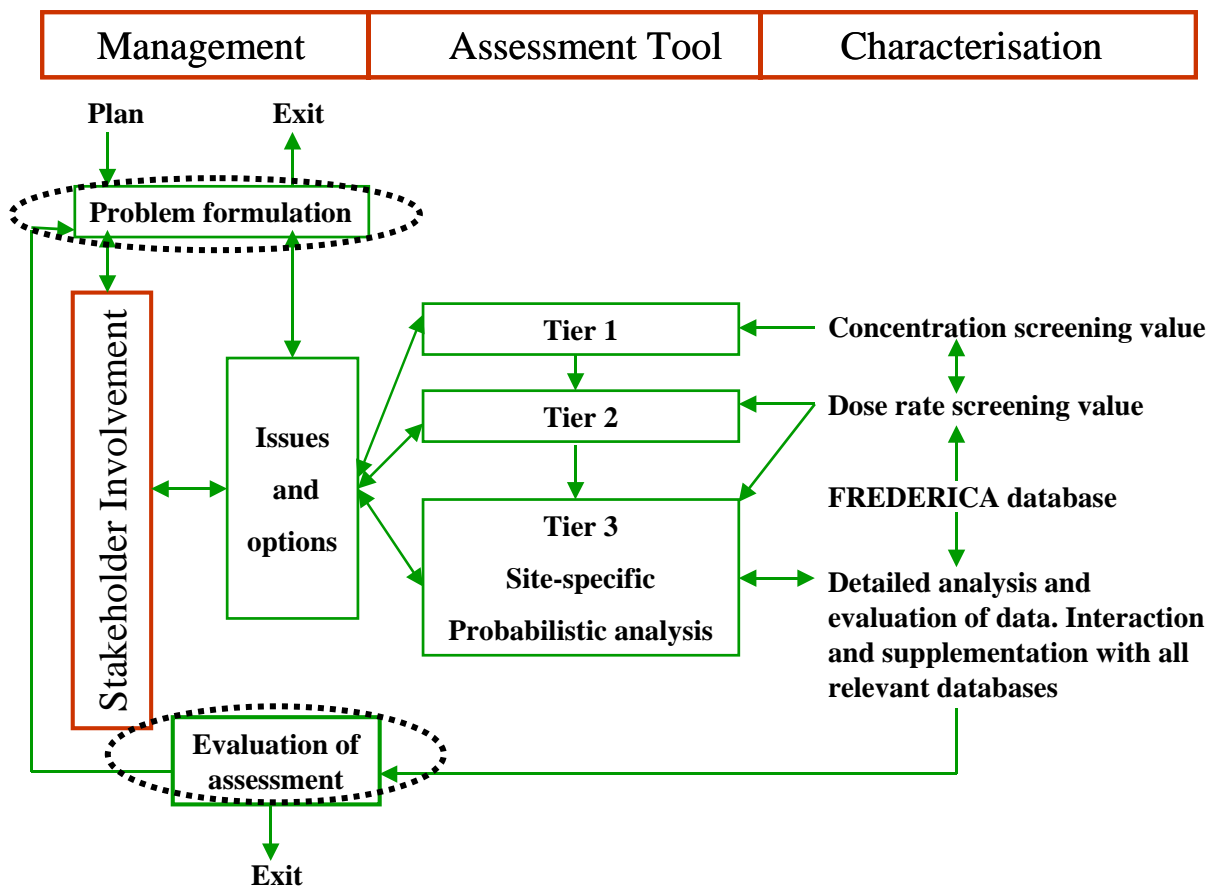 Management
Assessment Tool
Characterisation
Plan
Exit
Problem formulation
Stakeholder Involvement
Issues
and
options
Tier 1
Tier 2
Tier 3
Site-specific
Probabilistic analysis
Concentration screening value
Dose rate screening value
FREDERICA database
Detailed analysis and
evaluation of data. Interaction
and supplementation with all
relevant databases
Evaluation of
assessment
Exit